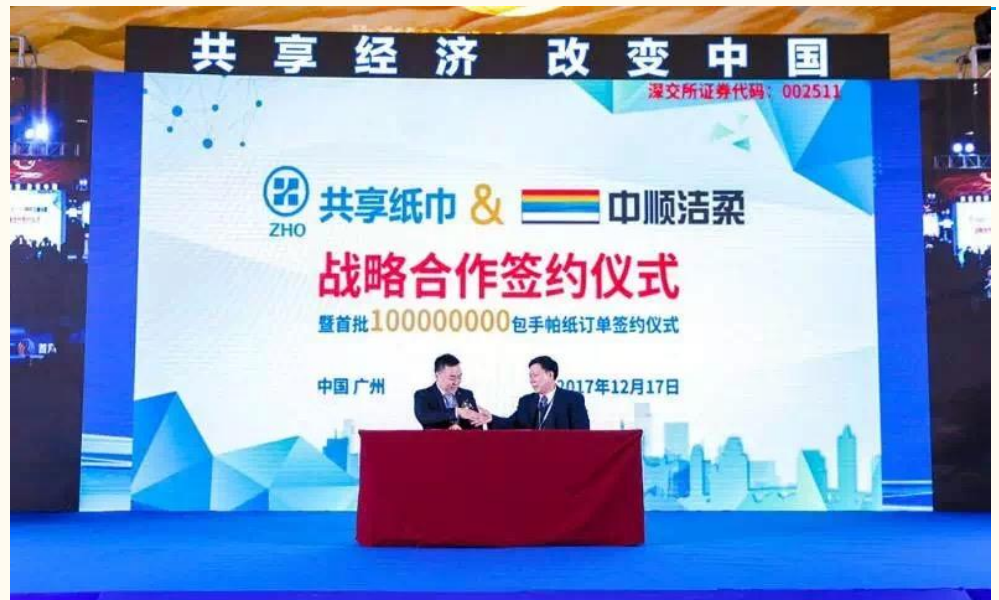 共享经济 改变中国
深交所证券代码：002511
ZHO 共享纸巾 & 中顺洁柔
战略合作签约仪式
暨首批100000000包手帕纸订单签约仪式
中国 广州 2017年12月17日